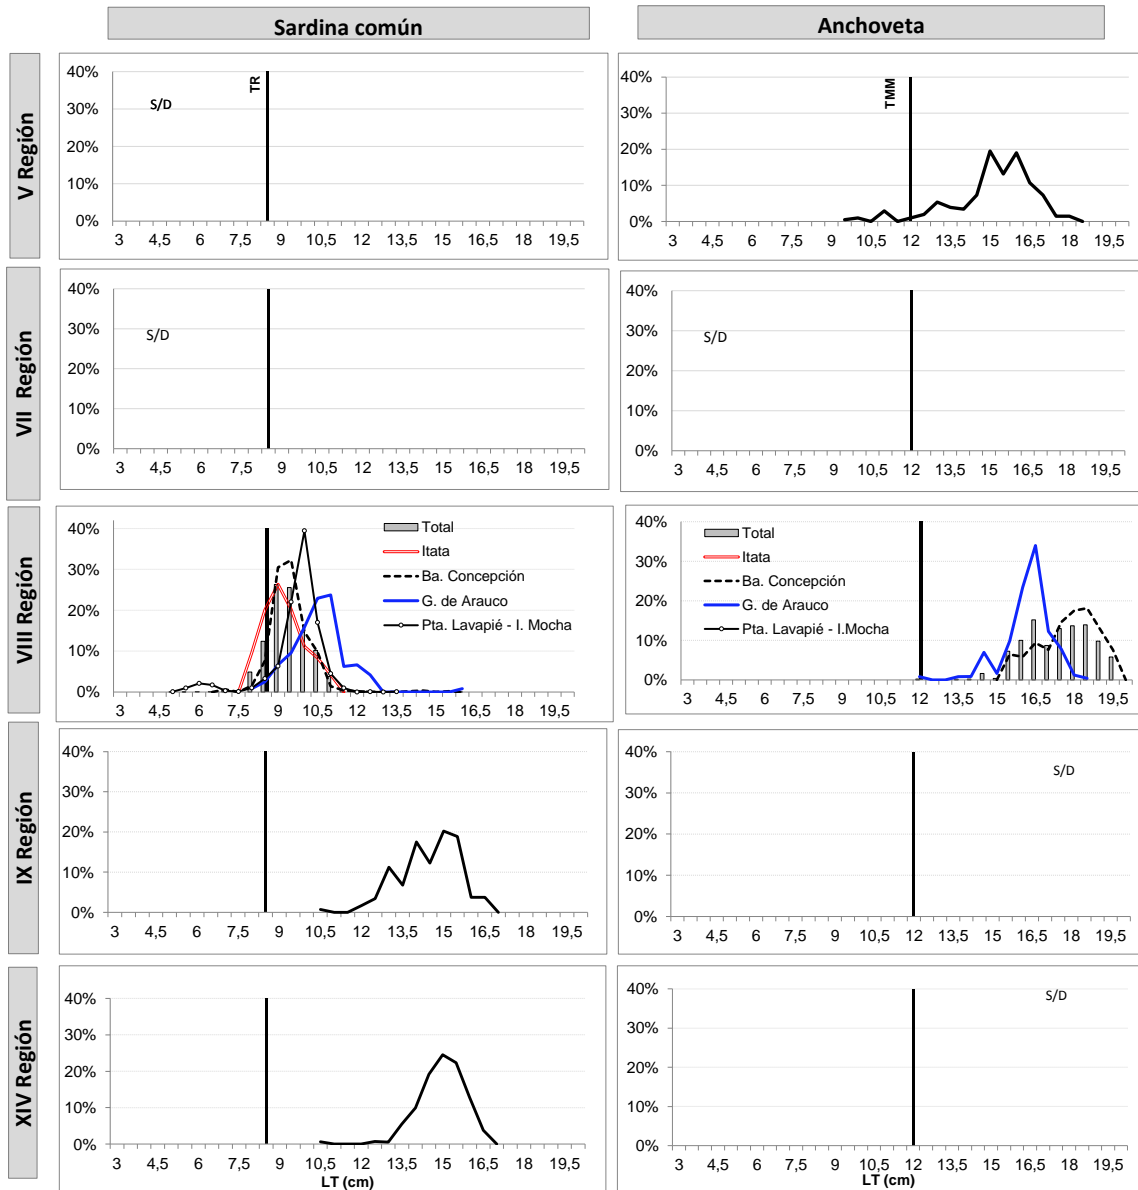 Sardina común
Anchoveta
V Región
40%
30%
20%
10%
0%
S/D
TR
3 4,5 6 7,5 9 10,5 12 13,5 15 16,5 18 19,5
40%
30%
20%
10%
0%
TMM
3 4,5 6 7,5 9 10,5 12 13,5 15 16,5 18 19,5
VII Región
40%
30%
20%
10%
0%
S/D
3 4,5 6 7,5 9 10,5 12 13,5 15 16,5 18 19,5
40%
30%
20%
10%
0%
S/D
3 4,5 6 7,5 9 10,5 12 13,5 15 16,5 18 19,5
VIII Región
40%
30%
20%
10%
0%
Total
Itata
Ba. Concepción
G. de Arauco
Pta. Lavapié - I. Mocha
3 4,5 6 7,5 9 10,5 12 13,5 15 16,5 18 19,5
40%
30%
20%
10%
0%
Total
Itata
Ba. Concepción
G. de Arauco
Pta. Lavapié - I.Mocha
3 4,5 6 7,5 9 10,5 12 13,5 15 16,5 18 19,5
IX Región
40%
30%
20%
10%
0%
3 4,5 6 7,5 9 10,5 12 13,5 15 16,5 18 19,5
40%
30%
20%
10%
0%
S/D
3 4,5 6 7,5 9 10,5 12 13,5 15 16,5 18 19,5
XIV Región
40%
30%
20%
10%
0%
3 4,5 6 7,5 9 10,5 12 13,5 15 16,5 18 19,5
LT (cm)
40%
30%
20%
10%
0%
S/D
3 4,5 6 7,5 9 10,5 12 13,5 15 16,5 18 19,5
LT (cm)